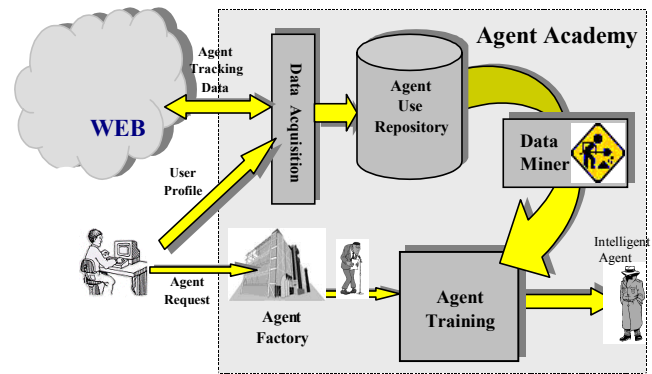 Agent Academy
Agent
Tracking
Data
WEB
Data Acquisition
Agent
Use
Repository
Data
Miner
User
Profile
Agent
Request
Agent
Factory
Agent
Training
Intelligent
Agent